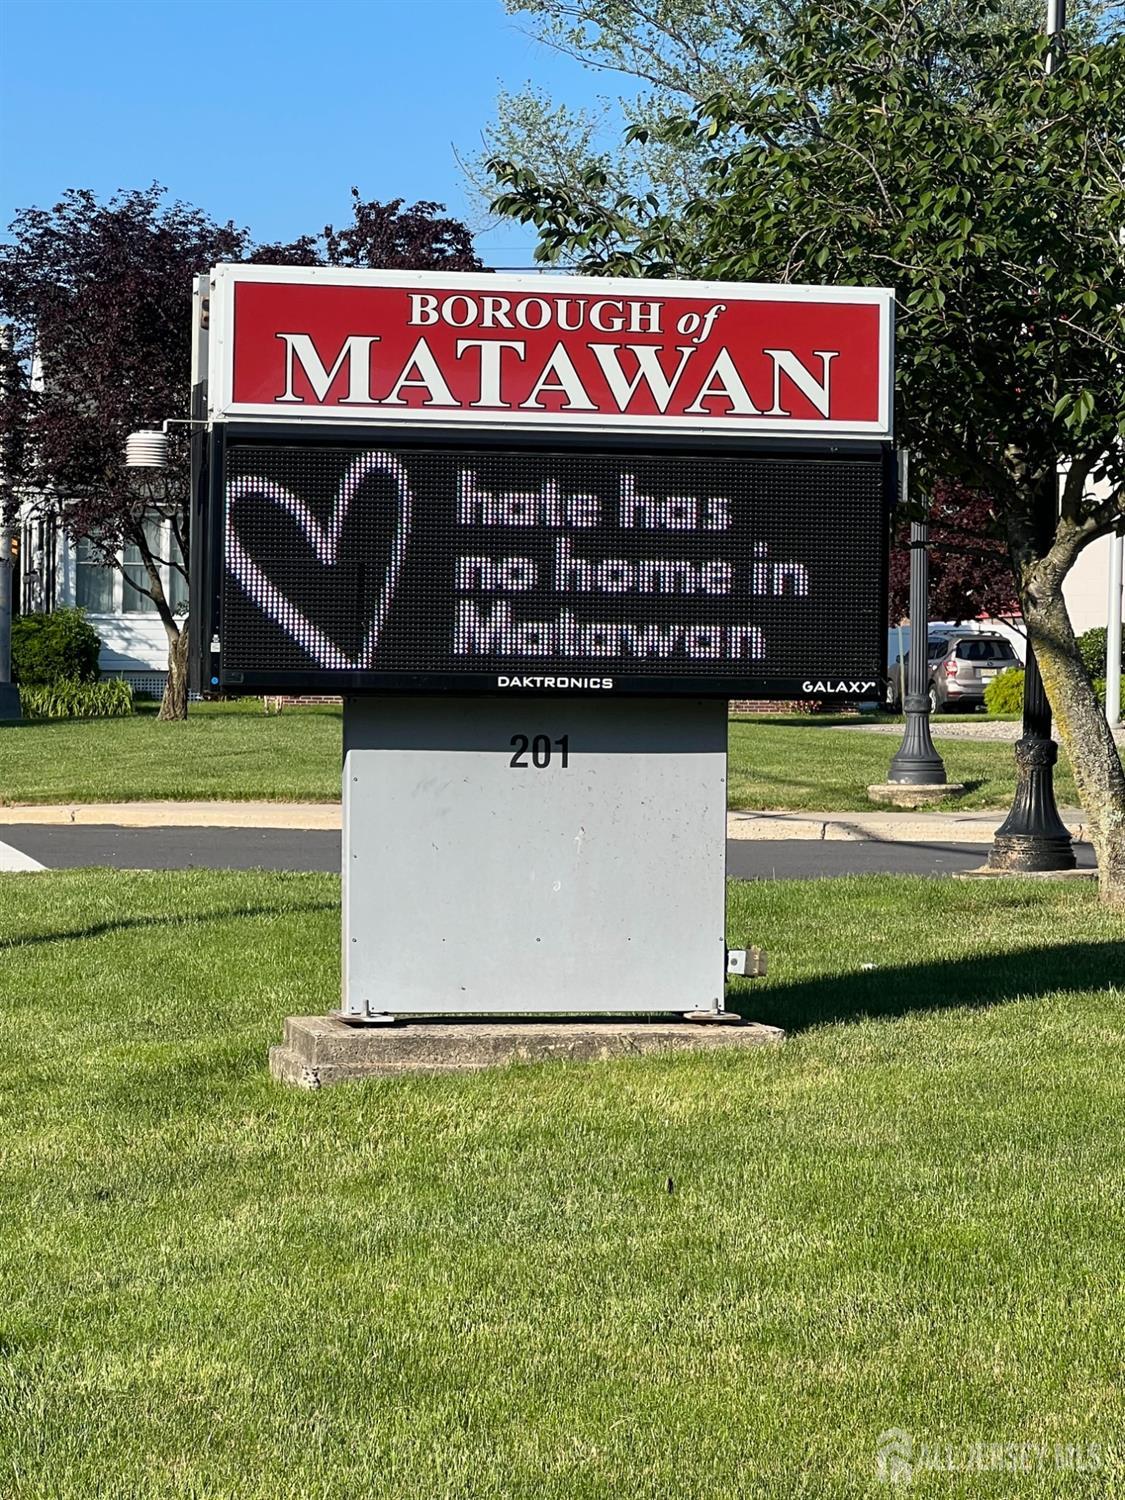 BOROUGH of
MATAWAN
hate has
no home in
Matawan
DAKTRONICS
GALAXY
201
ALL JERSEY MLS